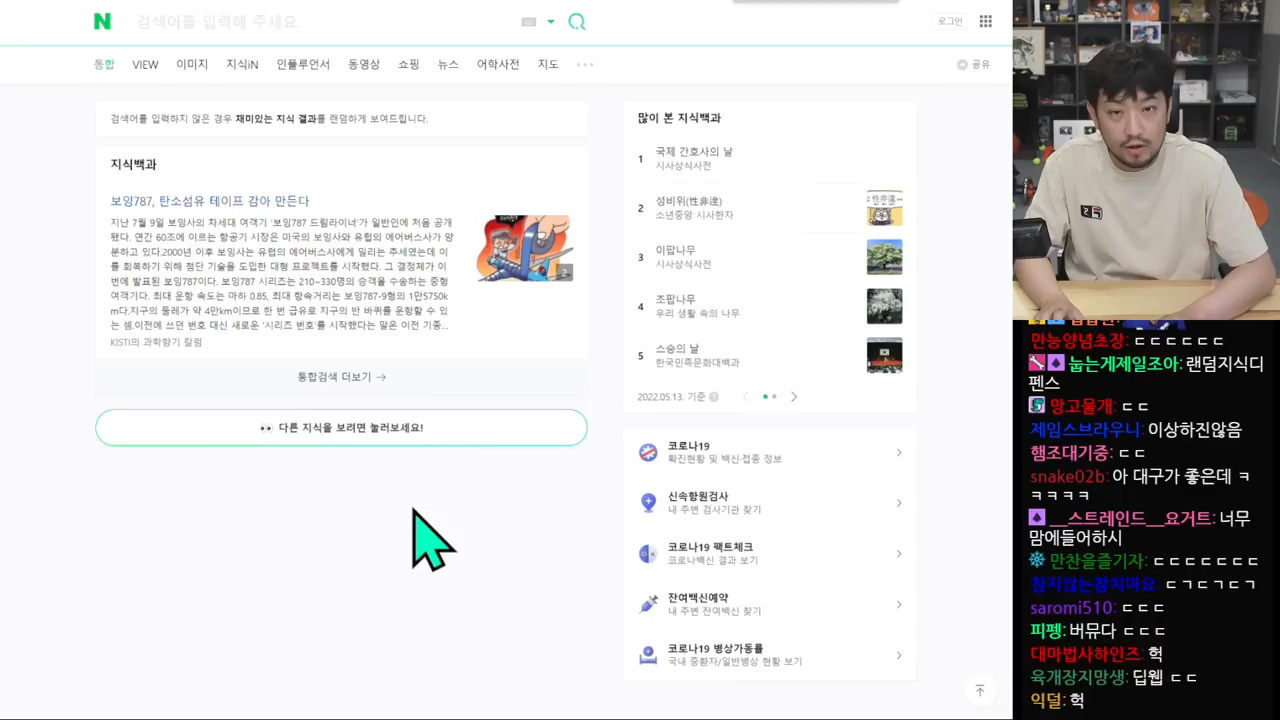 N 검색어를 입력해 주세요.
로그인
통합 VIEW 이미지 지식iN 인플루언서 동영상 쇼핑 뉴스 어학사전 지도
공유
검색어를 입력하지 않은 경우 재미있는 지식 결과를 랜덤하게 보여드립니다.
지식백과
보잉787, 탄소섬유 테이프 감아 만든다
지난 7월 9일 보잉사의 차세대 여객기 '보잉787 드림라이너'가 일반인에 처음 공개
됐다. 연간 60조에 이르는 항공기 시장은 미국의 보잉사와 유럽의 에어버스사가 양
분하고 있다.2000년 이후 보잉사는 유럽의 에어버스사에게 밀리는 추세였는데 이
를 회복하기 위해 첨단 기술을 도입한 대형 프로젝트를 시작했다. 그 결정체가 이
번에 발표된 보잉787이다. 보잉787 시리즈는 210~330명의 승객을 수송하는 중형
여객기다. 최대 운항 속도는 마하 0.85, 최대 항속거리는 보잉787-9형의 1만5750k
m다.지구의 둘레가 약 4만km이므로 한 번 급유로 지구의 반 바퀴를 운항할 수 있
는 셈.이전에 쓰던 번호 대신 새로운 '시리즈 번호'를 시작했다는 말은 이전 기종...
2
KISTI의 과학향기 칼럼
통합검색 더보기 →
다른 지식을 보려면 눌러보세요!
많이 본 지식백과
1 국제 간호사의 날
시사상식사전
2 성비위(性非違)
소년중앙 시사한자
3 이팝나무
시사상식사전
4 조팝나무
우리 생활 속의 나무
5 스승의 날
한국민족문화대백과
2022.05.13. 기준
코로나19
확진현황 및 백신·접종 정보
신속항원검사
내 주변 검사기관 찾기
코로나19 팩트체크
코로나백신 결과 보기
잔여백신예약
내 주변 잔여백신 찾기
코로나19 병상가동률
국내 중환자/일반병상 현황 보기
만능양념초장: ㄷㄷㄷㄷㄷㄷ
눕는게제일조아: 랜덤지식디
펜스
망고물개: ㄷㄷ
제임스브라우니: 이상하진않음
햄조대기중: ㄷㄷ
snake02b: 아 대구가 좋은데 ㅋ
ㅋㅋㅋㅋ
__스트레인드__요거트: 너무
맘에들어하시
만찬을즐기자: ㄷㄷㄷㄷㄷㄷㄷ
참지않는참치마요: ㄷㄱㄷㄱㄷㄱ
saromi510: ㄷㄷㄷ
피펭: 버뮤다 ㄷㄷㄷ
대마법사하인즈: 헉
육개장지망생: 딥웹 ㄷㄷ
익덜: 헉